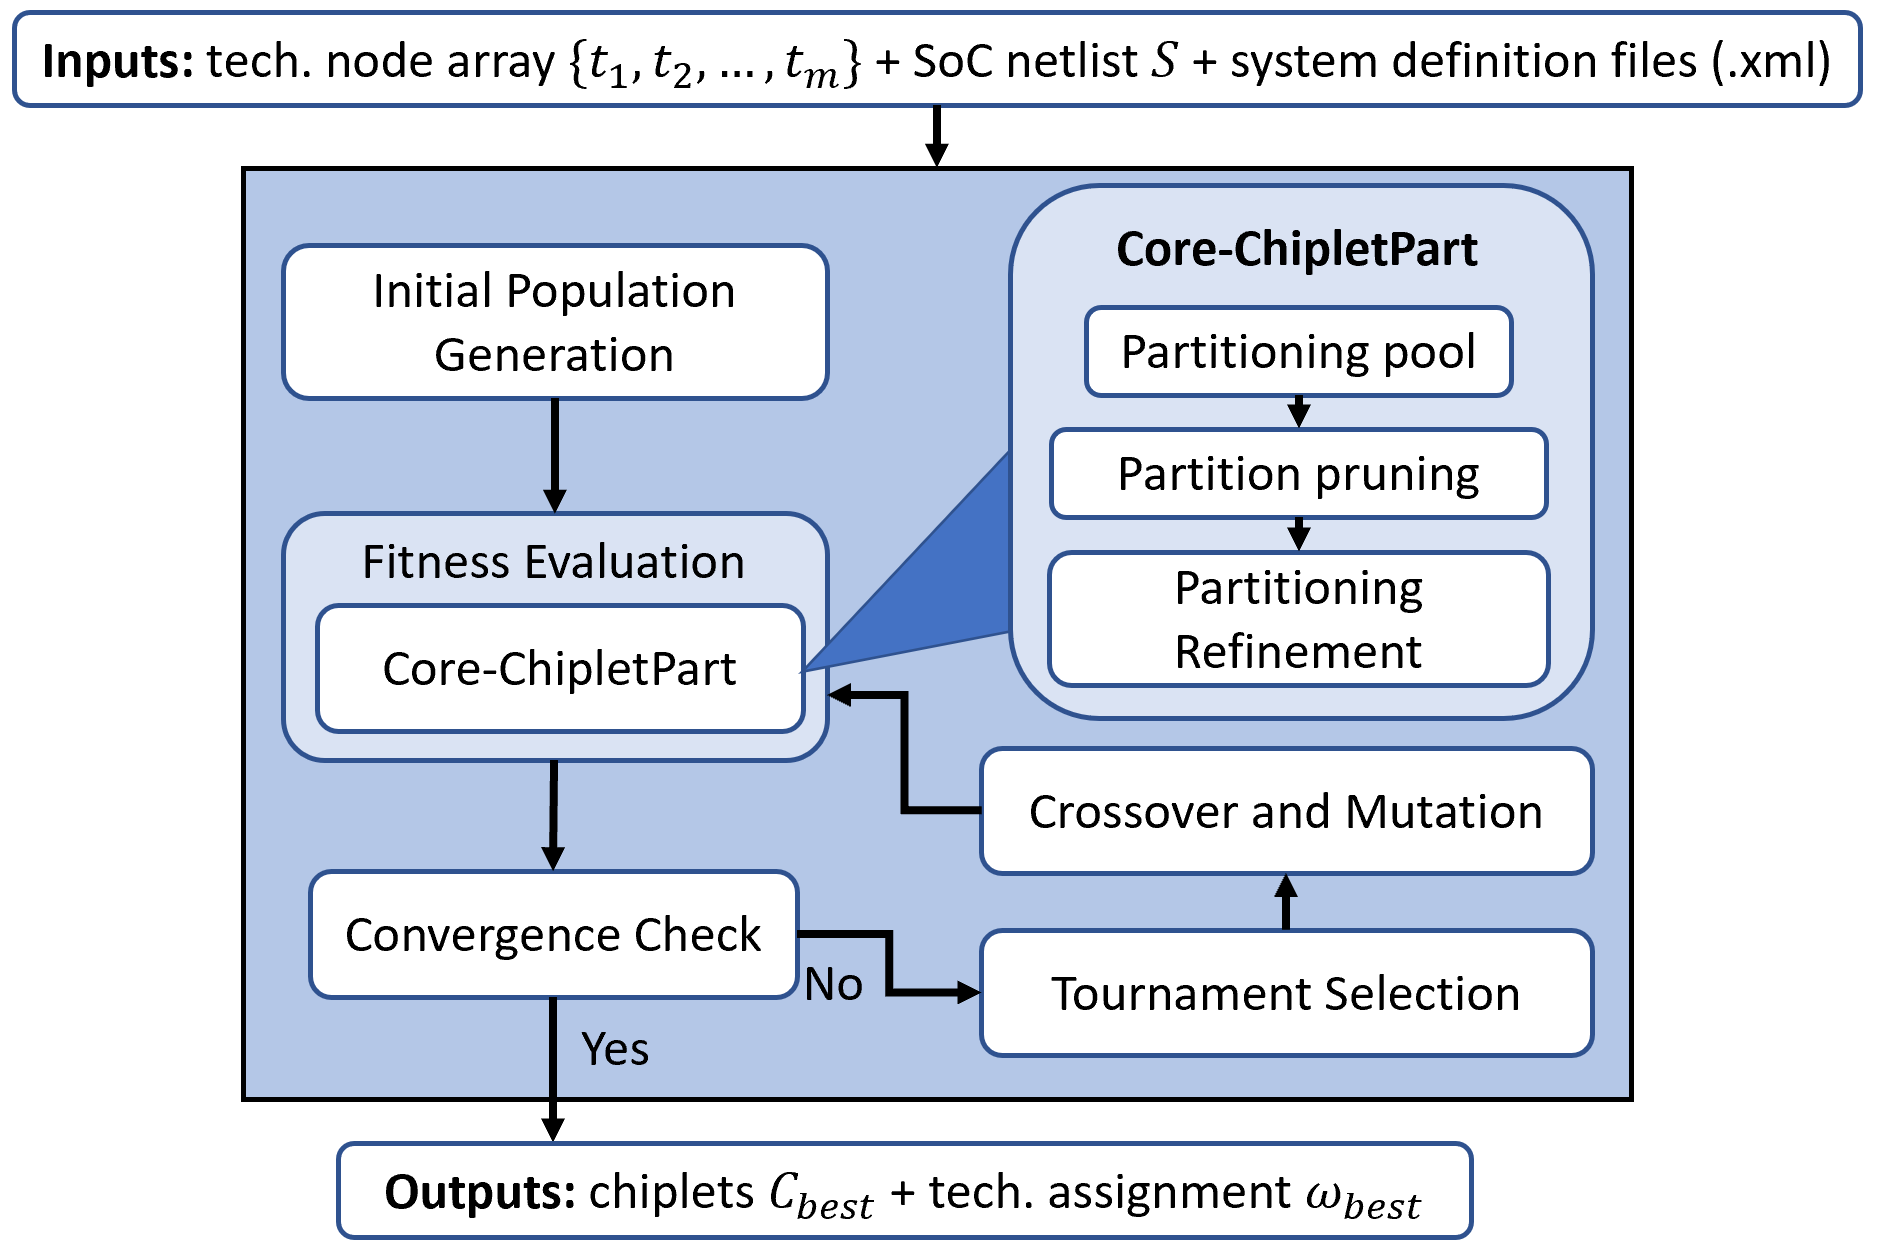 Inputs: tech. node array {t₁, t₂, … , tₘ} + SoC netlist S + system definition files (.xml)
Initial Population
Generation
Fitness Evaluation
Core-ChipletPart
Core-ChipletPart
Partitioning pool
Partition pruning
Partitioning
Refinement
Crossover and Mutation
Convergence Check
No
Tournament Selection
Yes
Outputs: chiplets C_best + tech. assignment ω_best